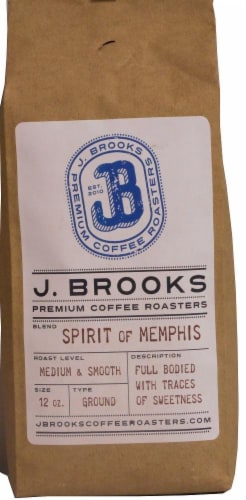 J. BROOKS
PREMIUM COFFEE ROASTERS
EST.
2010
JB
J. BROOKS
PREMIUM COFFEE ROASTERS
BLEND
SPIRIT OF MEMPHIS
ROAST LEVEL
MEDIUM & SMOOTH
DESCRIPTION
FULL BODIED
WITH TRACES
OF SWEETNESS
SIZE
12 oz.
TYPE
GROUND
JBROOKSCOFFEEROASTERS.COM